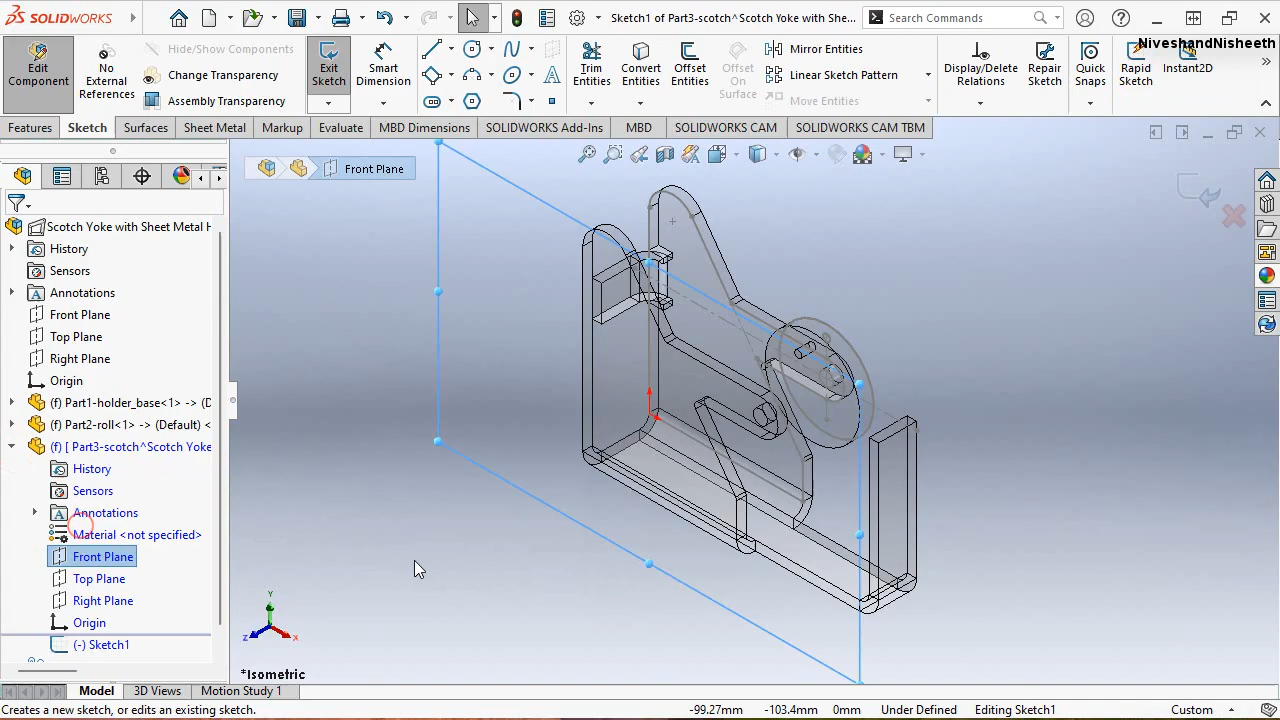 SOLIDWORKS
Sketch1 of Part3-scotch^Scotch Yoke with She...
Search Commands
NiveshandNisheeth
Edit Component
No External References
Hide/Show Components
Change Transparency
Assembly Transparency
Exit Sketch
Smart Dimension
Trim Entities
Convert Entities
Offset Entities
Offset On Surface
Mirror Entities
Linear Sketch Pattern
Move Entities
Display/Delete Relations
Repair Sketch
Quick Snaps
Rapid Sketch
Instant2D
Features
Sketch
Surfaces
Sheet Metal
Markup
Evaluate
MBD Dimensions
SOLIDWORKS Add-Ins
MBD
SOLIDWORKS CAM
SOLIDWORKS CAM TBM
Front Plane
Scotch Yoke with Sheet Metal H
History
Sensors
Annotations
Front Plane
Top Plane
Right Plane
Origin
(f) Part1-holder_base<1> -> (D
(f) Part2-roll<1> -> (Default) <
(f) [ Part3-scotch^Scotch Yoke
History
Sensors
Annotations
Material <not specified>
Front Plane
Top Plane
Right Plane
Origin
(-) Sketch1
Y
Z
X
*Isometric
Model
3D Views
Motion Study 1
Creates a new sketch, or edits an existing sketch.
-99.27mm
-103.4mm
0mm
Under Defined
Editing Sketch1
Custom